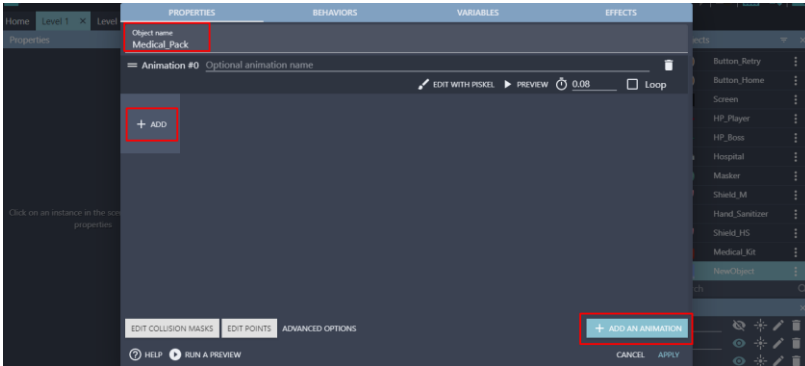 PROPERTIES BEHAVIORS VARIABLES EFFECTS
Home Level 1 × Level
Properties
Object name
Medical_Pack
Animation #0 Optional animation name
EDIT WITH PISKEL PREVIEW 0.08 Loop
+ ADD
Click on an instance in the sce
properties
ects
Button_Retry
Button_Home
Screen
HP_Player
HP_Boss
Hospital
Masker
Shield_M
Hand_Sanitizer
Shield_HS
Medical_Kit
NewObject
ch
EDIT COLLISION MASKS EDIT POINTS ADVANCED OPTIONS + ADD AN ANIMATION
HELP RUN A PREVIEW CANCEL APPLY